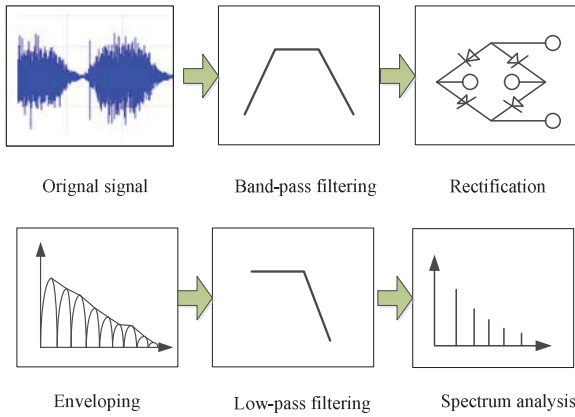 Orignal signal
Band-pass filtering
Rectification
Enveloping
Low-pass filtering
Spectrum analysis